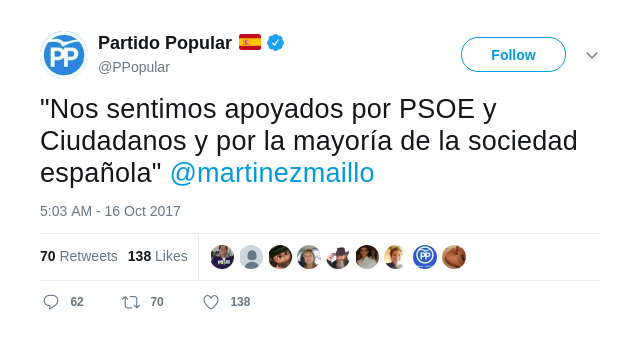 Partido Popular
@PPopular
Follow
"Nos sentimos apoyados por PSOE y
Ciudadanos y por la mayoría de la sociedad
española" @martinezmaillo
5:03 AM - 16 Oct 2017
70 Retweets 138 Likes
62 70 138